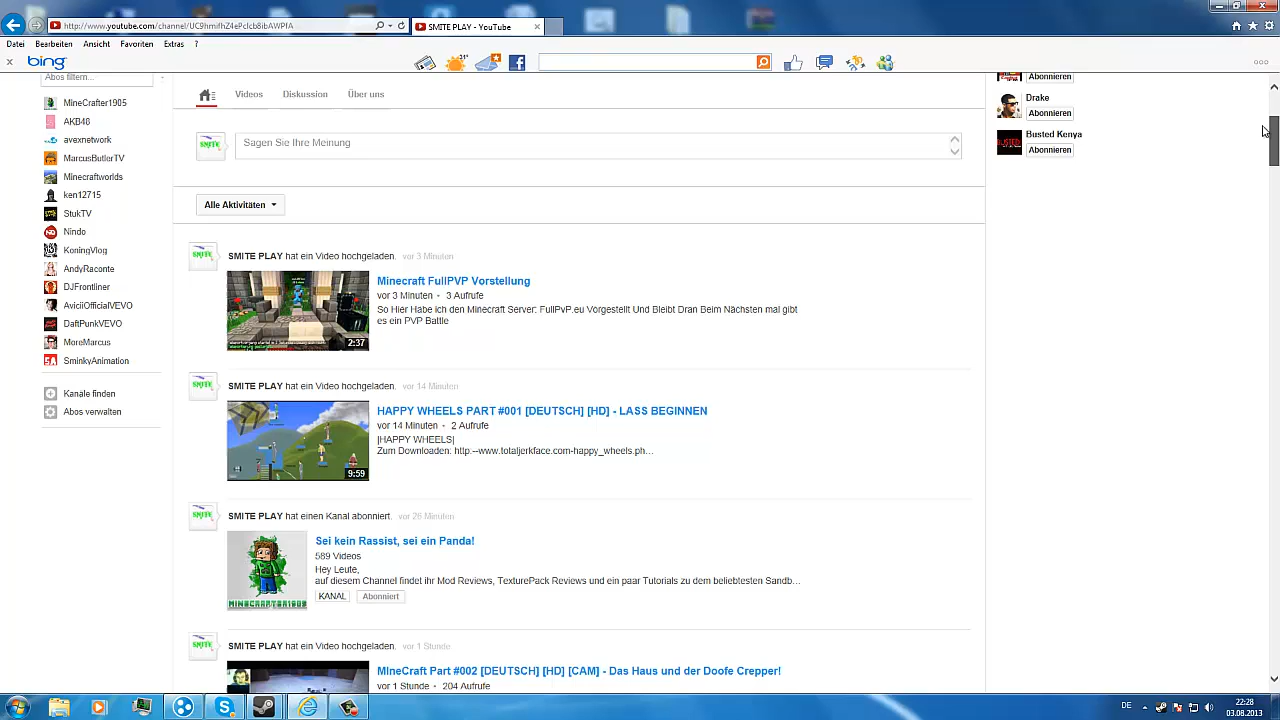 http://www.youtube.com/channel/UC9hmifhZ4ePcIcb8ibAWPfA
SMITE PLAY - YouTube
Datei Bearbeiten Ansicht Favoriten Extras ?
bing
31°
Abos filtern...
Videos Diskussion Über uns
Abonnieren
Drake
Abonnieren
Busted Kenya
Abonnieren
MineCrafter1905
AKB48
avexnetwork
MarcusButlerTV
Minecraftworlds
ken12715
StukTV
Nindo
KoningVlog
AndyRaconte
DJFrontliner
AviciiOfficialVEVO
DaftPunkVEVO
MoreMarcus
SminkyAnimation
Kanäle finden
Abos verwalten
SMITE
Sagen Sie Ihre Meinung
Alle Aktivitäten
SMITE
SMITE PLAY hat ein Video hochgeladen. vor 3 Minuten
Minecraft FullPVP Vorstellung
vor 3 Minuten • 3 Aufrufe
So Hier Habe ich den Minecraft Server: FullPvP.eu Vorgestellt Und Bleibt Dran Beim Nächsten mal gibt
es ein PVP Battle
2:37
SMITE
SMITE PLAY hat ein Video hochgeladen. vor 14 Minuten
HAPPY WHEELS PART #001 [DEUTSCH] [HD] - LASS BEGINNEN
vor 14 Minuten • 2 Aufrufe
|HAPPY WHEELS|
Zum Downloaden: http.--www.totaljerkface.com-happy_wheels.ph...
9:59
SMITE
SMITE PLAY hat einen Kanal abonniert. vor 26 Minuten
Sei kein Rassist, sei ein Panda!
589 Videos
Hey Leute,
auf diesem Channel findet ihr Mod Reviews, TexturePack Reviews und ein paar Tutorials zu dem beliebtesten Sandb...
KANAL Abonniert
MINECRAFTER1905
SMITE
SMITE PLAY hat ein Video hochgeladen. vor 1 Stunde
MIneCraft Part #002 [DEUTSCH] [HD] [CAM] - Das Haus und der Doofe Crepper!
vor 1 Stunde • 204 Aufrufe
DE
22:28
03.08.2013